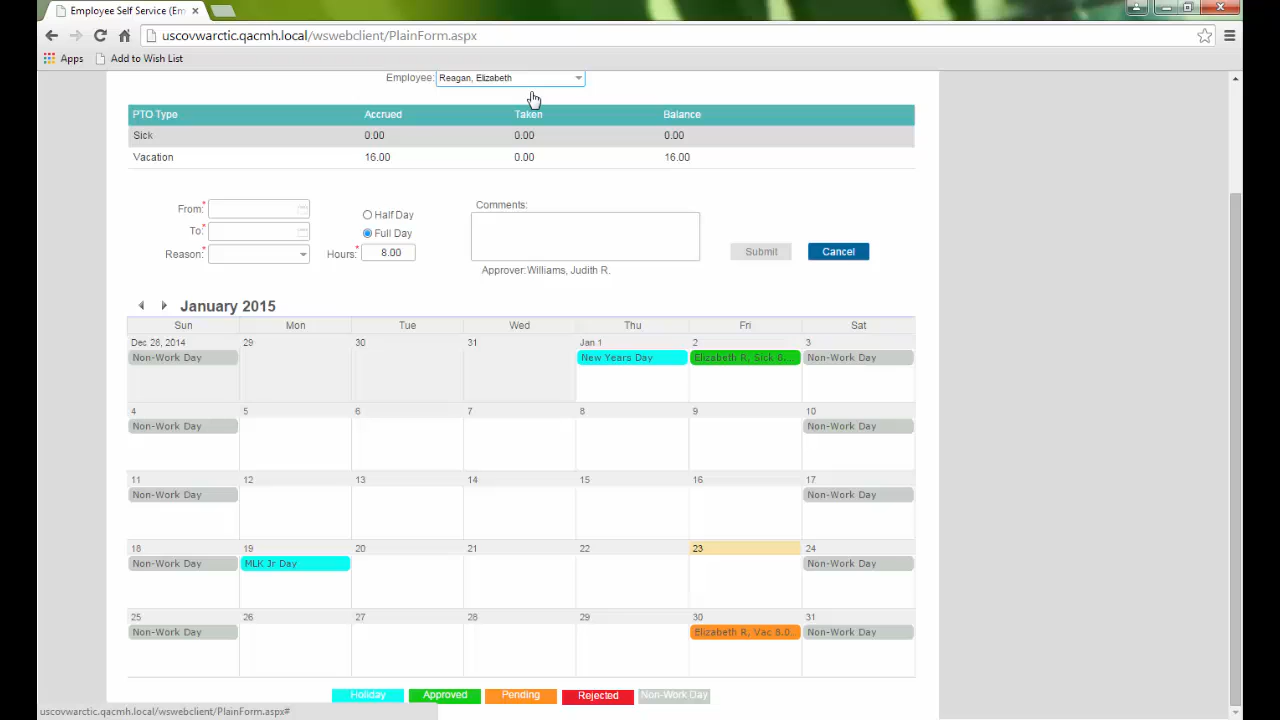 Employee Self Service (Em
uscovwarctic.qacmh.local/wswebclient/PlainForm.aspx
Apps Add to Wish List
Employee: Reagan, Elizabeth
PTO Type Accrued Taken Balance
Sick 0.00 0.00 0.00
Vacation 16.00 0.00 16.00
From:*
To:*
Reason:*
Half Day
Full Day
Hours:* 8.00
Comments:
Approver: Williams, Judith R.
Submit Cancel
January 2015
Sun Mon Tue Wed Thu Fri Sat
Dec 28, 2014 29 30 31 Jan 1 2 3
Non-Work Day New Years Day Elizabeth R, Sick 8,... Non-Work Day
4 5 6 7 8 9 10
Non-Work Day Non-Work Day
11 12 13 14 15 16 17
Non-Work Day Non-Work Day
18 19 20 21 22 23 24
Non-Work Day MLK Jr Day Non-Work Day
25 26 27 28 29 30 31
Non-Work Day Elizabeth R, Vac 8.0... Non-Work Day
Holiday Approved Pending Rejected Non-Work Day
uscovwarctic.qacmh.local/wswebclient/PlainForm.aspx#